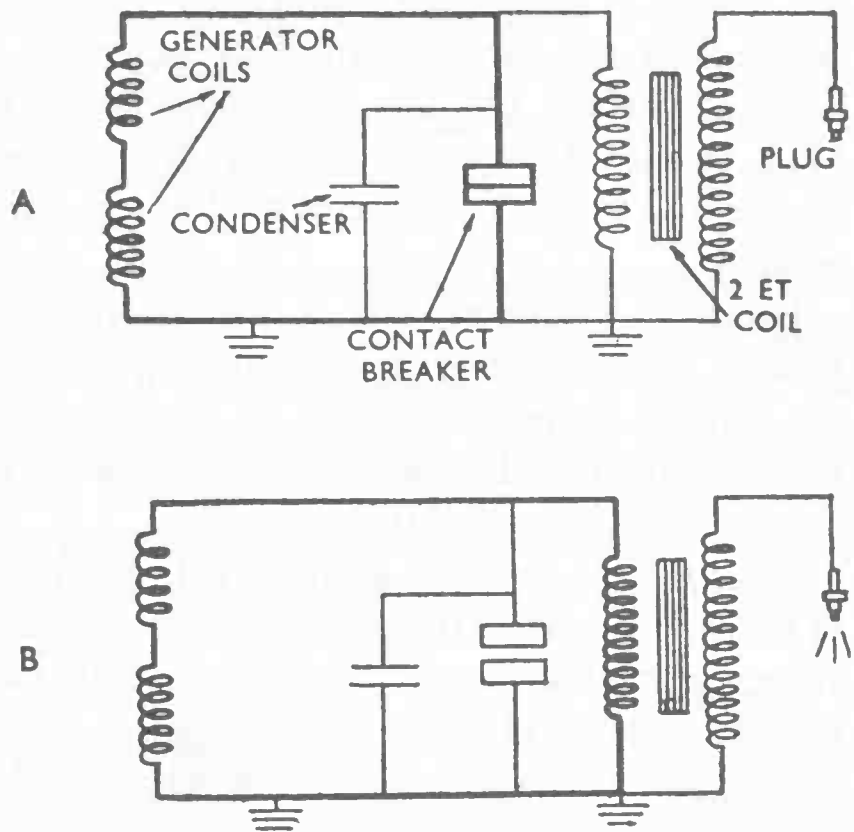 GENERATOR
COILS
A
CONDENSER
PLUG
2 ET
COIL
CONTACT
BREAKER
B